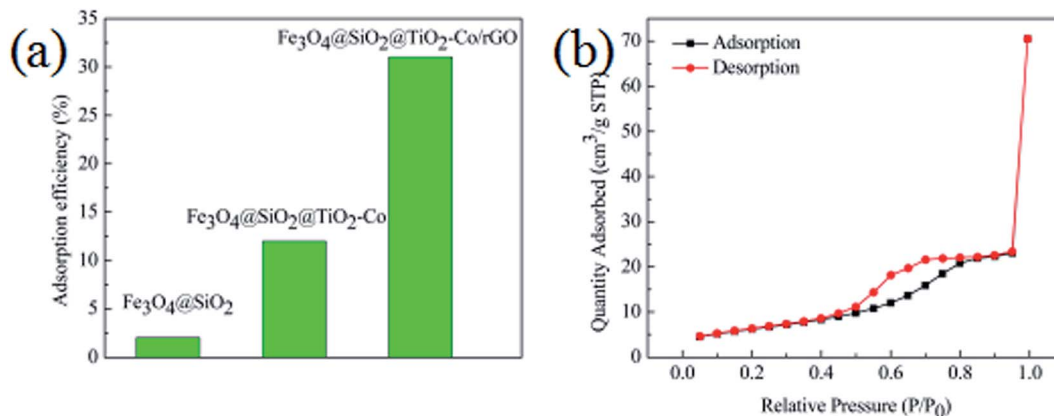 (a)
Adsorption efficiency (%)
35
30
25
20
15
10
5
0
Fe₃O₄@SiO₂
Fe₃O₄@SiO₂@TiO₂-Co
Fe₃O₄@SiO₂@TiO₂-Co/rGO
(b)
Quantity Adsorbed (cm³/g STP)
70
60
50
40
30
20
10
0
Adsorption
Desorption
0.0 0.2 0.4 0.6 0.8 1.0
Relative Pressure (P/P₀)